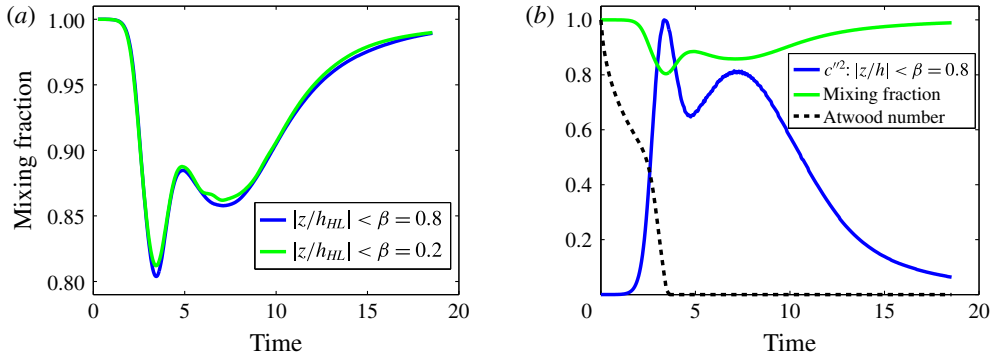 (a)
1.00
0.95
0.90
0.85
0.80
Mixing fraction
|z/h_HL| < β = 0.8
|z/h_HL| < β = 0.2
0 5 10 15 20
Time
(b)
1.0
0.8
0.6
0.4
0.2
c″²: |z/h| < β = 0.8
Mixing fraction
Atwood number
0 5 10 15 20
Time